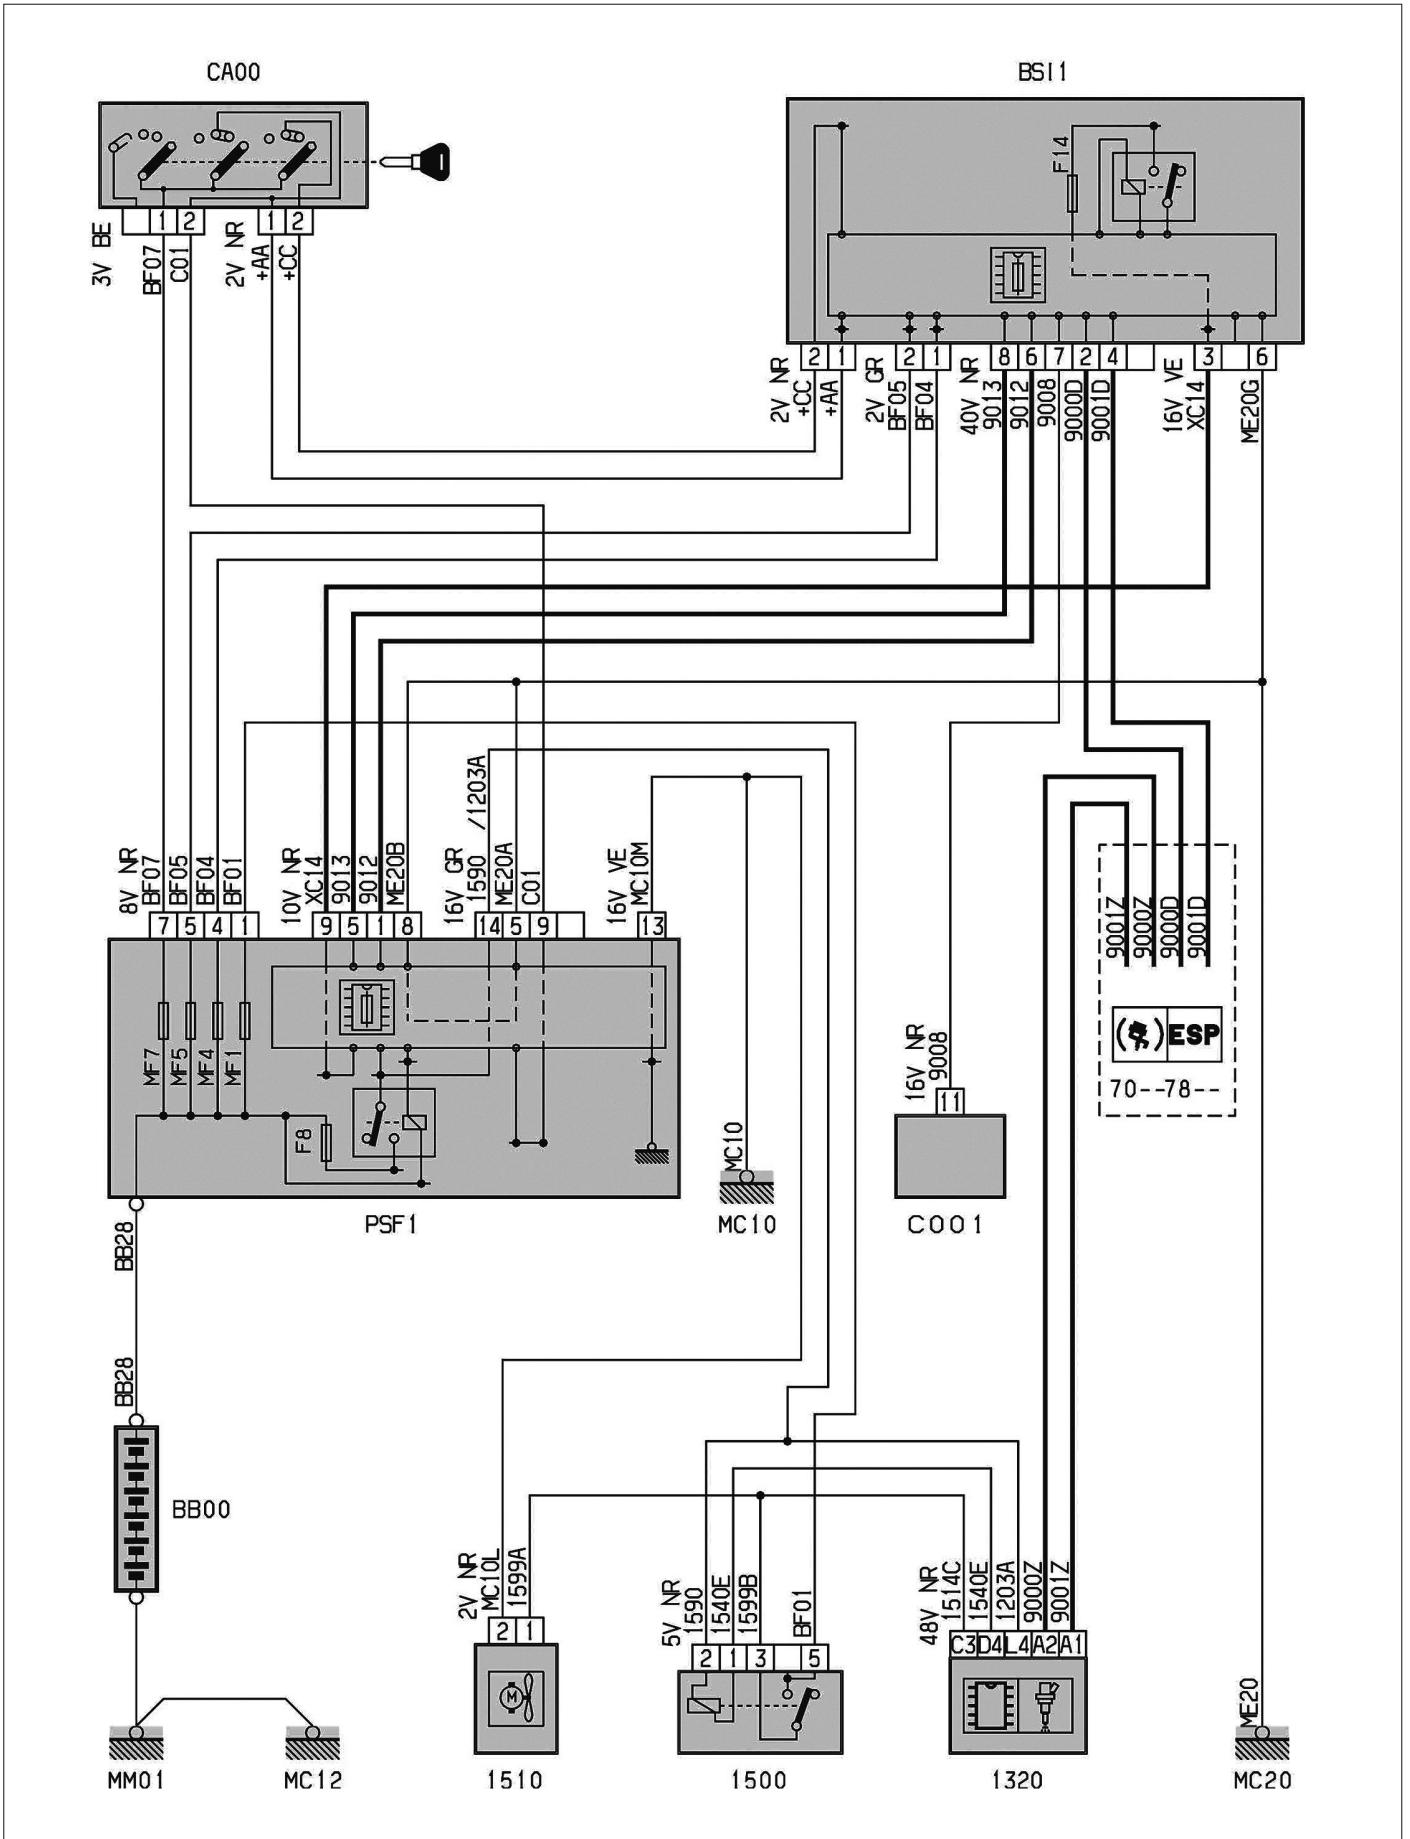 CA00
BSI1
F14
1 2
1 2
3V BE
BF07
C01
2V NR
+AA
+CC
2 1
2 1
8 6 7 2 4
3
6
2V NR
+CC
+AA
2V GR
BF05
BF04
40V NR
9013
9012
9008
9000D
9001D
16V VE
XC14
ME20G
8V NR
BF07
BF05
BF04
BF01
10V NR
XC14
9013
9012
ME20B
16V GR
1590 /1203A
ME20A
C01
16V VE
MC10M
7 5 4 1
9 5 1 8
14 5 9
13
9001Z
9000Z
9000D
9001D
ESP
70--78--
MF7
MF5
MF4
MF1
F8
PSF1
MC10
MC10
16V NR
9008
11
C001
BB28
BB28
BB00
2V NR
MC10L
1599A
2 1
M
1510
5V NR
1590
1540E
1599B
BF01
2 1 3 5
1500
48V NR
1514C
1540E
1203A
9000Z
9001Z
C3 D4 L4 A2 A1
1320
ME20
MM01
MC12
MC20